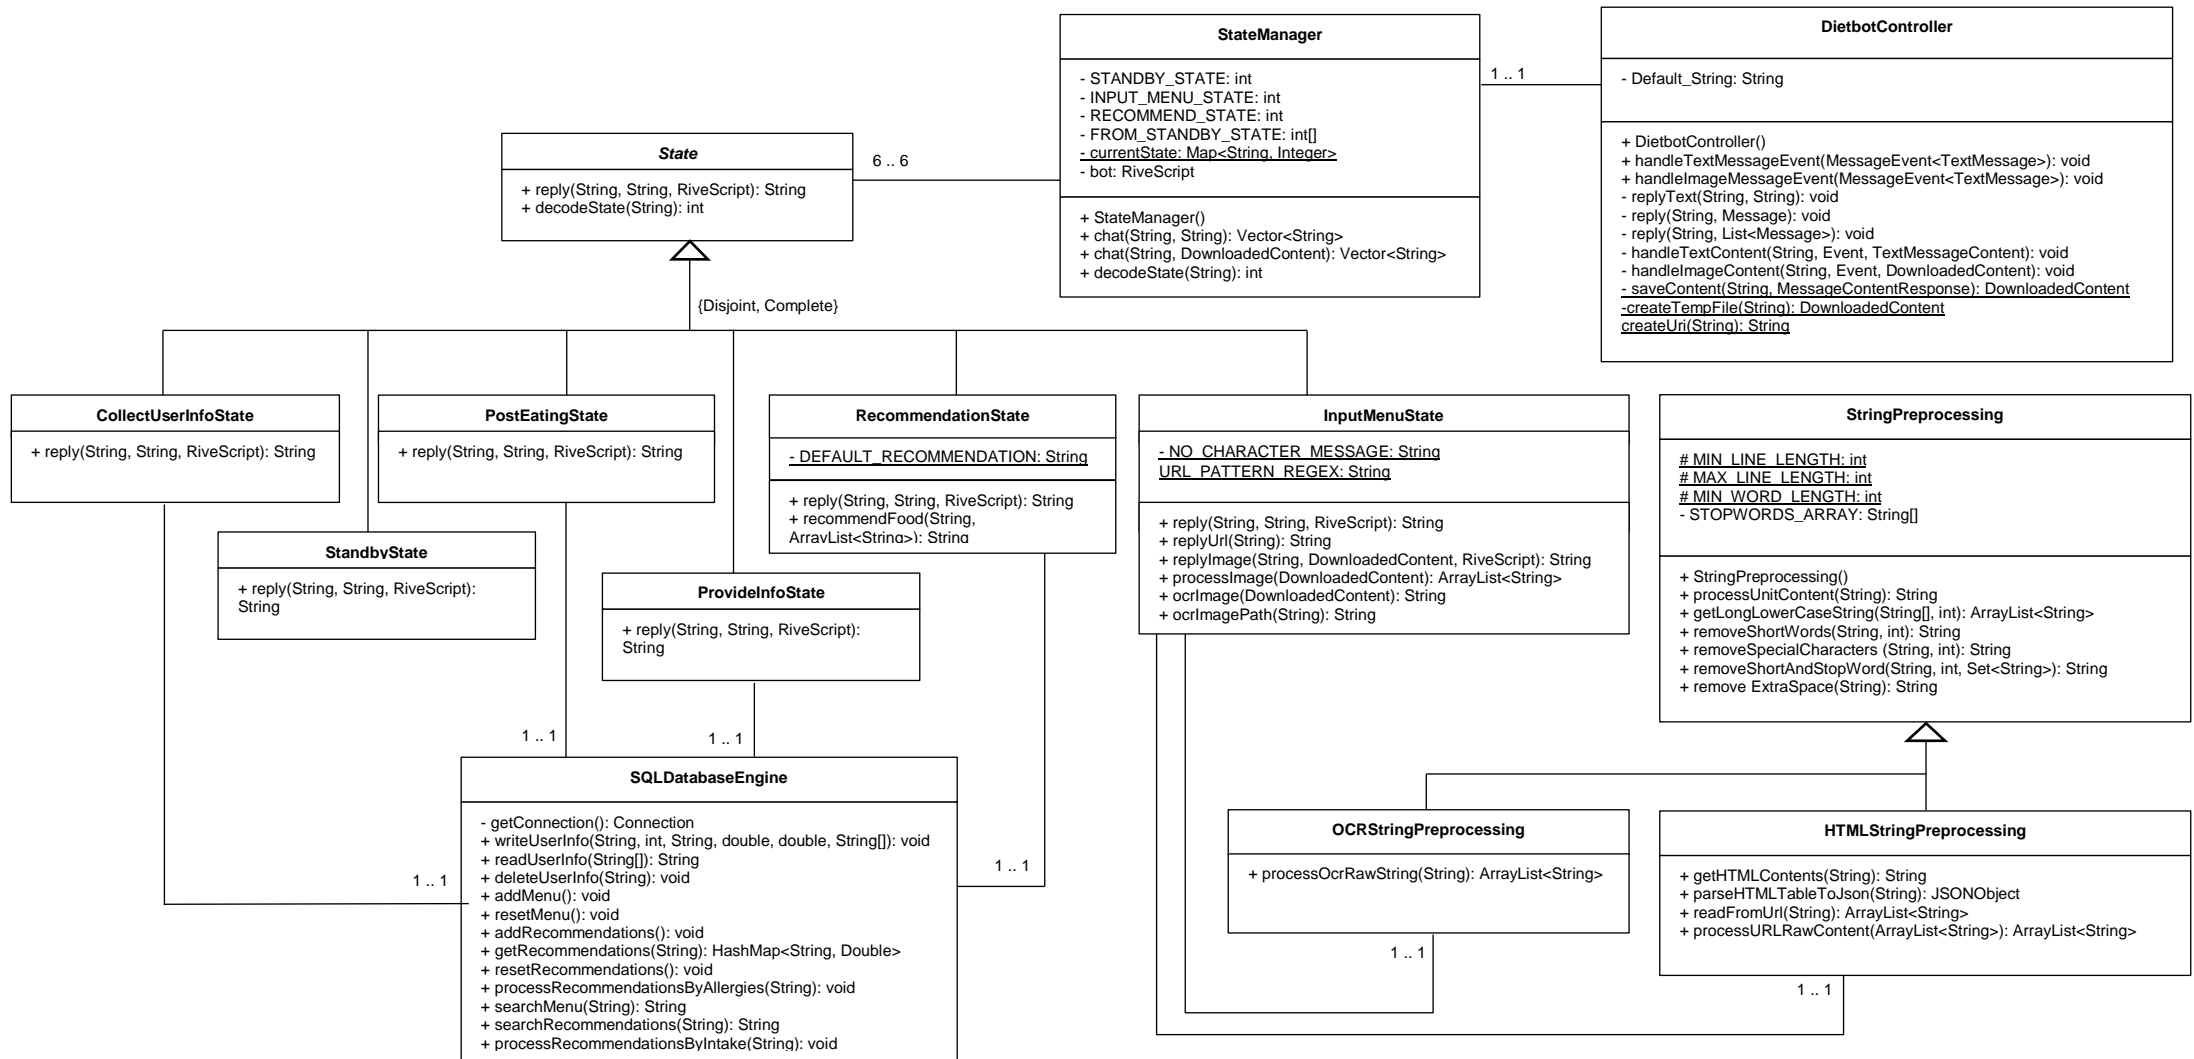 StateManager
- STANDBY_STATE: int
- INPUT_MENU_STATE: int
- RECOMMEND_STATE: int
- FROM_STANDBY_STATE: int[]
- currentState: Map<String, Integer>
- bot: RiveScript
+ StateManager()
+ chat(String, String): Vector<String>
+ chat(String, DownloadedContent): Vector<String>
+ decodeState(String): int
1 .. 1
DietbotController
- Default_String: String
+ DietbotController()
+ handleTextMessageEvent(MessageEvent<TextMessage>): void
+ handleImageMessageEvent(MessageEvent<TextMessage>): void
- replyText(String, String): void
- reply(String, Message): void
- reply(String, List<Message>): void
- handleTextContent(String, Event, TextMessageContent): void
- handleImageContent(String, Event, DownloadedContent): void
- saveContent(String, MessageContentResponse): DownloadedContent
-createTempFile(String): DownloadedContent
createUri(String): String
State
+ reply(String, String, RiveScript): String
+ decodeState(String): int
6 .. 6
{Disjoint, Complete}
CollectUserInfoState
+ reply(String, String, RiveScript): String
PostEatingState
+ reply(String, String, RiveScript): String
RecommendationState
- DEFAULT_RECOMMENDATION: String
+ reply(String, String, RiveScript): String
+ recommendFood(String,
ArrayList<String>): String
InputMenuState
- NO_CHARACTER_MESSAGE: String
URL_PATTERN_REGEX: String
+ reply(String, String, RiveScript): String
+ replyUrl(String): String
+ replyImage(String, DownloadedContent, RiveScript): String
+ processImage(DownloadedContent): ArrayList<String>
+ ocrImage(DownloadedContent): String
+ ocrImagePath(String): String
StringPreprocessing
# MIN_LINE_LENGTH: int
# MAX_LINE_LENGTH: int
# MIN_WORD_LENGTH: int
- STOPWORDS_ARRAY: String[]
+ StringPreprocessing()
+ processUnitContent(String): String
+ getLongLowerCaseString(String[], int): ArrayList<String>
+ removeShortWords(String, int): String
+ removeSpecialCharacters (String, int): String
+ removeShortAndStopWord(String, int, Set<String>): String
+ remove ExtraSpace(String): String
StandbyState
+ reply(String, String, RiveScript):
String
ProvideInfoState
+ reply(String, String, RiveScript):
String
1 .. 1
1 .. 1
SQLDatabaseEngine
- getConnection(): Connection
+ writeUserInfo(String, int, String, double, double, String[]): void
+ readUserInfo(String[]): String
+ deleteUserInfo(String): void
+ addMenu(): void
+ resetMenu(): void
+ addRecommendations(): void
+ getRecommendations(String): HashMap<String, Double>
+ resetRecommendations(): void
+ processRecommendationsByAllergies(String): void
+ searchMenu(String): String
+ searchRecommendations(String): String
+ processRecommendationsByIntake(String): void
1 .. 1
1 .. 1
OCRStringPreprocessing
+ processOcrRawString(String): ArrayList<String>
1 .. 1
HTMLStringPreprocessing
+ getHTMLContents(String): String
+ parseHTMLTableToJson(String): JSONObject
+ readFromUrl(String): ArrayList<String>
+ processURLRawContent(ArrayList<String>): ArrayList<String>
1 .. 1